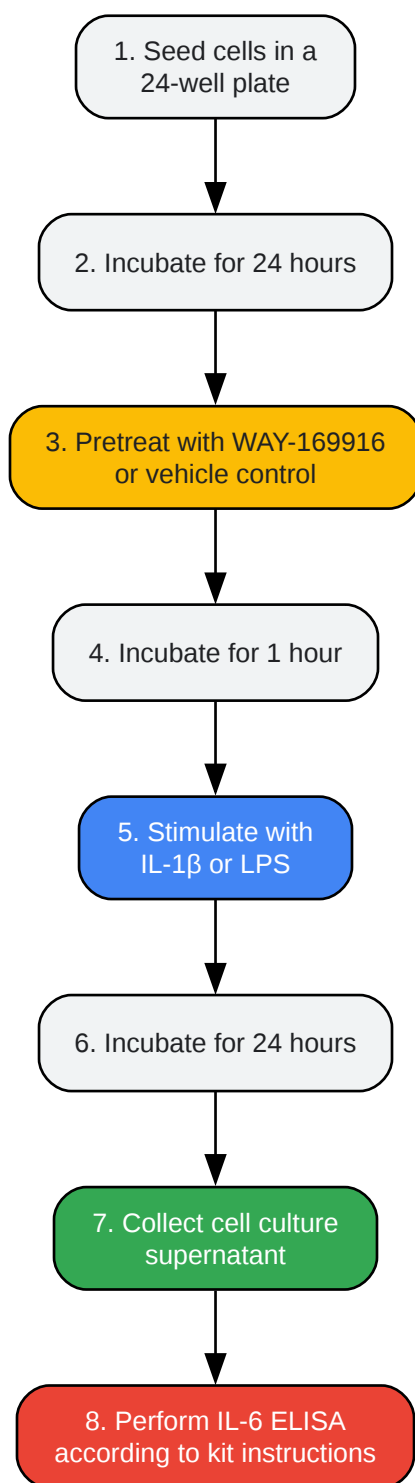 1. Seed cells in a
24-well plate
2. Incubate for 24 hours
3. Pretreat with WAY-169916
or vehicle control
4. Incubate for 1 hour
5. Stimulate with
IL-1β or LPS
6. Incubate for 24 hours
7. Collect cell culture
supernatant
8. Perform IL-6 ELISA
according to kit instructions